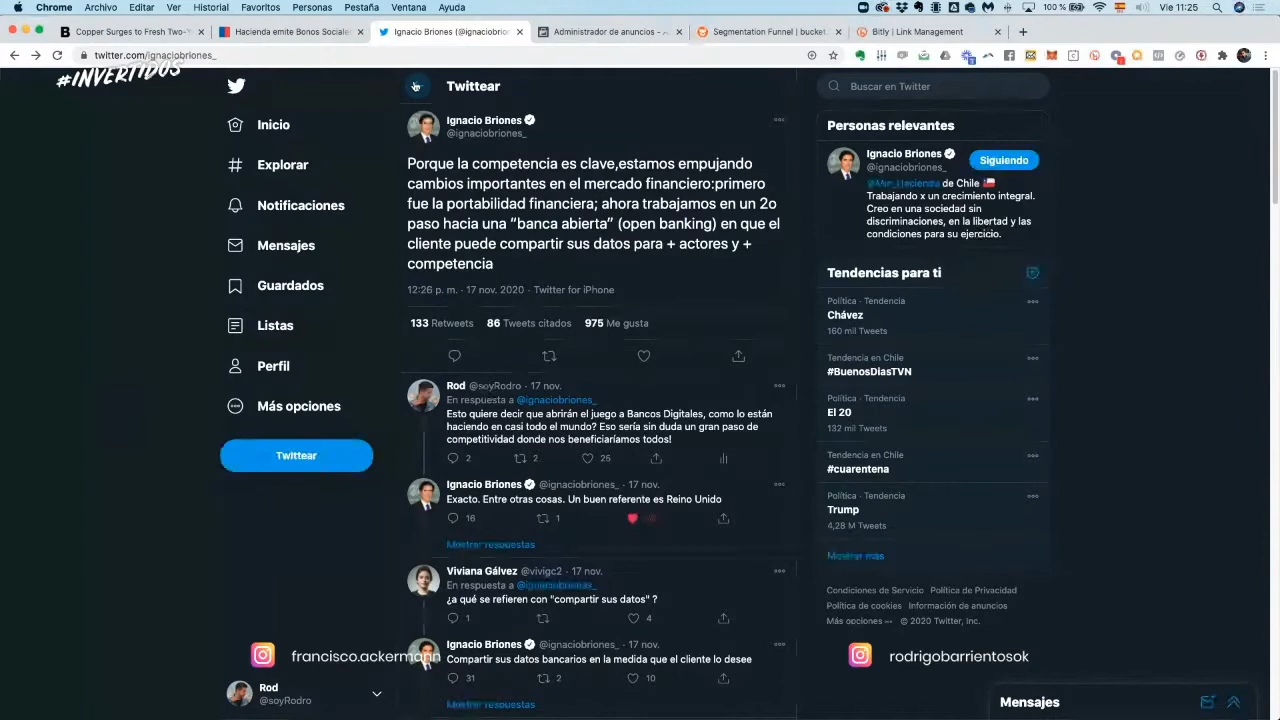 Chrome Archivo Editar Ver Historial Favoritos Personas Pestaña Ventana Ayuda 100 % Vie 11:25
Copper Surges to Fresh Two-Y
Hacienda emite Bonos Sociales
Ignacio Briones (@ignaciobrion
Administrador de anuncios - A
Segmentation Funnel | bucket.
Bitly | Link Management
twitter.com/ignaciobriones_
#INVERTIDOS
Inicio
Explorar
Notificaciones
Mensajes
Guardados
Listas
Perfil
Más opciones
Twittear
Rod
@soyRodro
Twittear
Ignacio Briones
@ignaciobriones_
Porque la competencia es clave,estamos empujando
cambios importantes en el mercado financiero:primero
fue la portabilidad financiera; ahora trabajamos en un 2o
paso hacia una “banca abierta” (open banking) en que el
cliente puede compartir sus datos para + actores y +
competencia
12:26 p. m. · 17 nov. 2020 · Twitter for iPhone
133 Retweets 86 Tweets citados 975 Me gusta
Rod @soyRodro · 17 nov.
En respuesta a @ignaciobriones_
Esto quiere decir que abrirán el juego a Bancos Digitales, como lo están
haciendo en casi todo el mundo? Eso sería sin duda un gran paso de
competitividad donde nos beneficiaríamos todos!
2 2 25
Ignacio Briones @ignaciobriones_ · 17 nov.
Exacto. Entre otras cosas. Un buen referente es Reino Unido
16 1
Mostrar respuestas
Viviana Gálvez @vivigc2 · 17 nov.
En respuesta a @ignaciobriones_
¿a qué se refieren con "compartir sus datos" ?
1 4
Ignacio Briones @ignaciobriones_ · 17 nov.
Compartir sus datos bancarios en la medida que el cliente lo desee
31 2 10
Mostrar respuestas
francisco.ackermann
Buscar en Twitter
Personas relevantes
Ignacio Briones
@ignaciobriones_
Siguiendo
@Min_Hacienda de Chile
Trabajando x un crecimiento integral.
Creo en una sociedad sin
discriminaciones, en la libertad y las
condiciones para su ejercicio.
Tendencias para ti
Política · Tendencia
Chávez
160 mil Tweets
Tendencia en Chile
#BuenosDiasTVN
Política · Tendencia
El 20
132 mil Tweets
Tendencia en Chile
#cuarentena
Política · Tendencia
Trump
4,28 M Tweets
Mostrar más
Condiciones de Servicio Política de Privacidad
Política de cookies Información de anuncios
Más opciones © 2020 Twitter, Inc.
rodrigobarrientosok
Mensajes